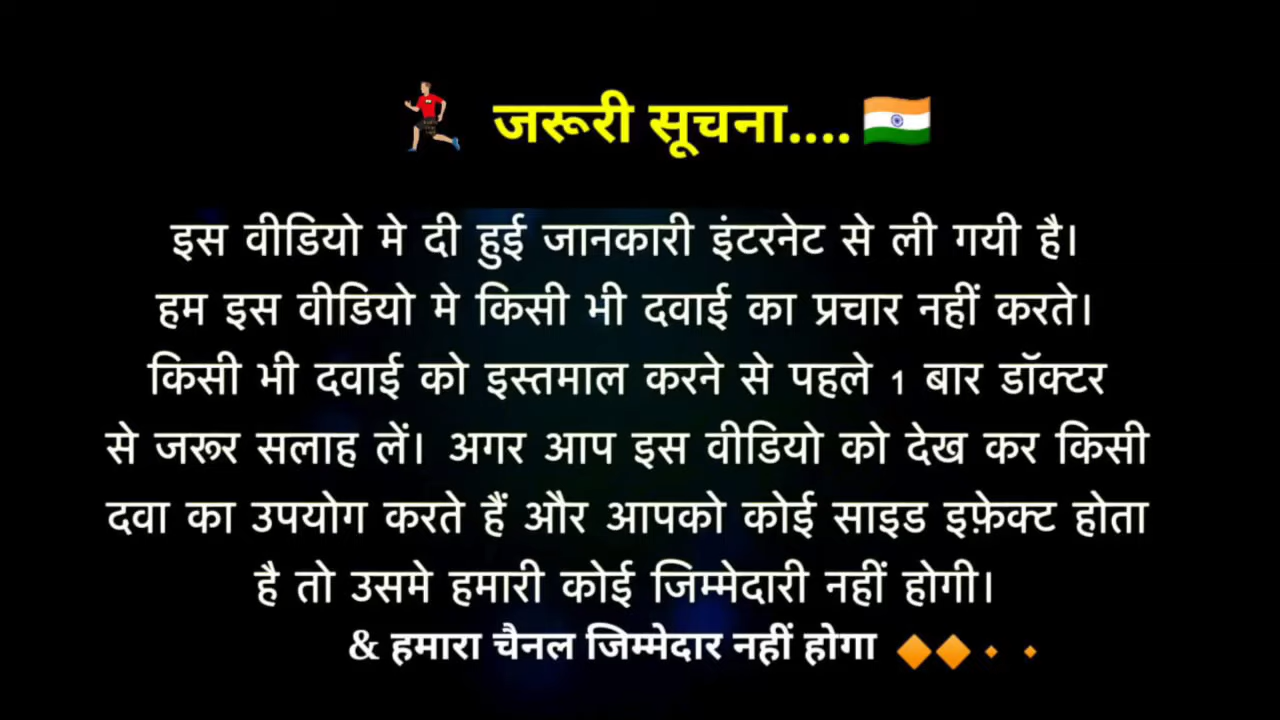 जरूरी सूचना....
इस वीडियो मे दी हुई जानकारी इंटरनेट से ली गयी है।
हम इस वीडियो मे किसी भी दवाई का प्रचार नहीं करते।
किसी भी दवाई को इस्तमाल करने से पहले 1 बार डॉक्टर
से जरूर सलाह लें। अगर आप इस वीडियो को देख कर किसी
दवा का उपयोग करते हैं और आपको कोई साइड इफ़ेक्ट होता
है तो उसमे हमारी कोई जिम्मेदारी नहीं होगी।
& हमारा चैनल जिम्मेदार नहीं होगा